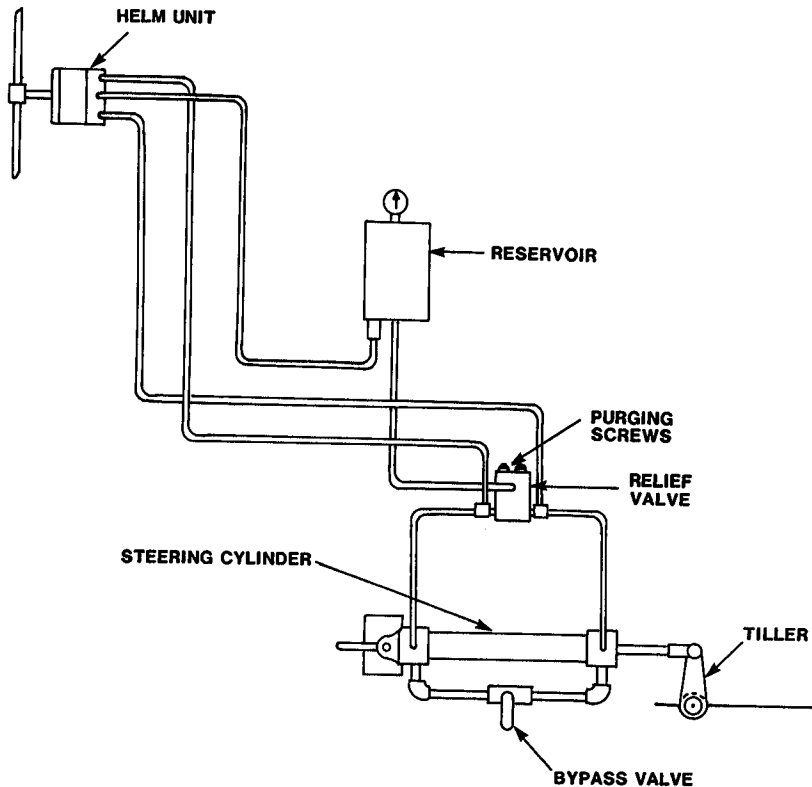 HELM UNIT
RESERVOIR
PURGING
SCREWS
RELIEF
VALVE
STEERING CYLINDER
TILLER
BYPASS VALVE